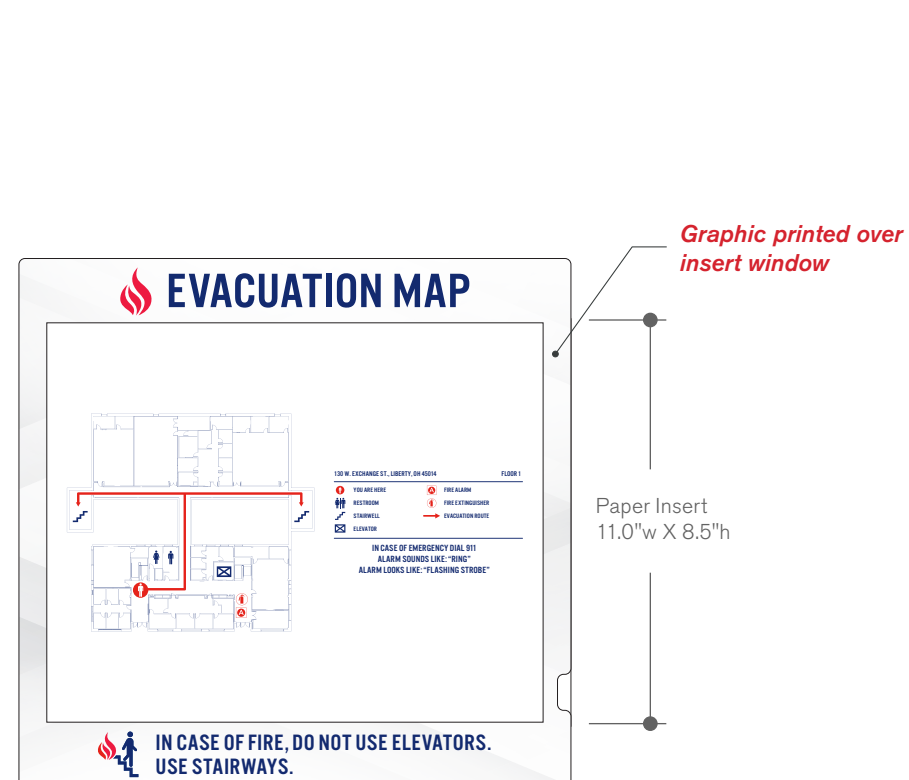 Graphic printed over
insert window
EVACUATION MAP
130 W. EXCHANGE ST., LIBERTY, OH 45014 FLOOR 1
YOU ARE HERE
RESTROOM
STAIRWELL
ELEVATOR
A FIRE ALARM
FIRE EXTINGUISHER
EVACUATION ROUTE
IN CASE OF EMERGENCY DIAL 911
ALARM SOUNDS LIKE: “RING”
ALARM LOOKS LIKE: “FLASHING STROBE”
A
Paper Insert
11.0"w X 8.5"h
IN CASE OF FIRE, DO NOT USE ELEVATORS.
USE STAIRWAYS.